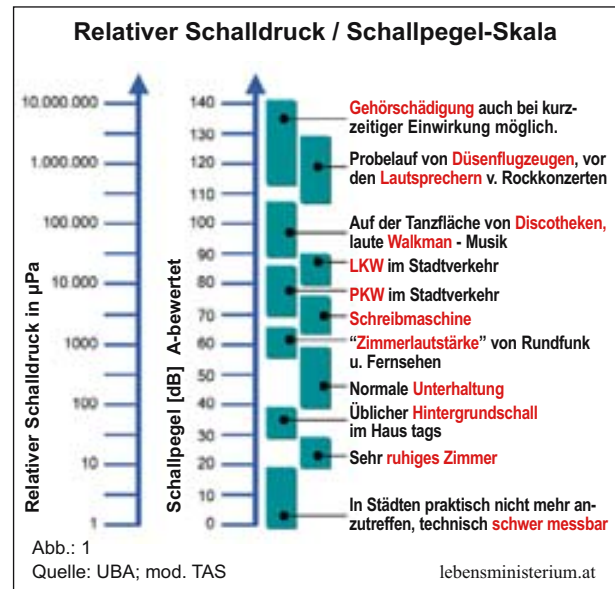 Relativer Schalldruck / Schallpegel-Skala
Relativer Schalldruck in µPa
10.000.000
1.000.000
100.000
10.000
1000
100
10
1
Schallpegel [dB] A-bewertet
140
130
120
110
100
90
80
70
60
50
40
30
20
10
0
Gehörschädigung auch bei kurz-
zeitiger Einwirkung möglich.
Probelauf von Düsenflugzeugen, vor
den Lautsprechern v. Rockkonzerten
Auf der Tanzfläche von Discotheken,
laute Walkman - Musik
LKW im Stadtverkehr
PKW im Stadtverkehr
Schreibmaschine
“Zimmerlautstärke” von Rundfunk
u. Fernsehen
Normale Unterhaltung
Üblicher Hintergrundschall
im Haus tags
Sehr ruhiges Zimmer
In Städten praktisch nicht mehr an-
zutreffen, technisch schwer messbar
Abb.: 1
Quelle: UBA; mod. TAS
lebensministerium.at